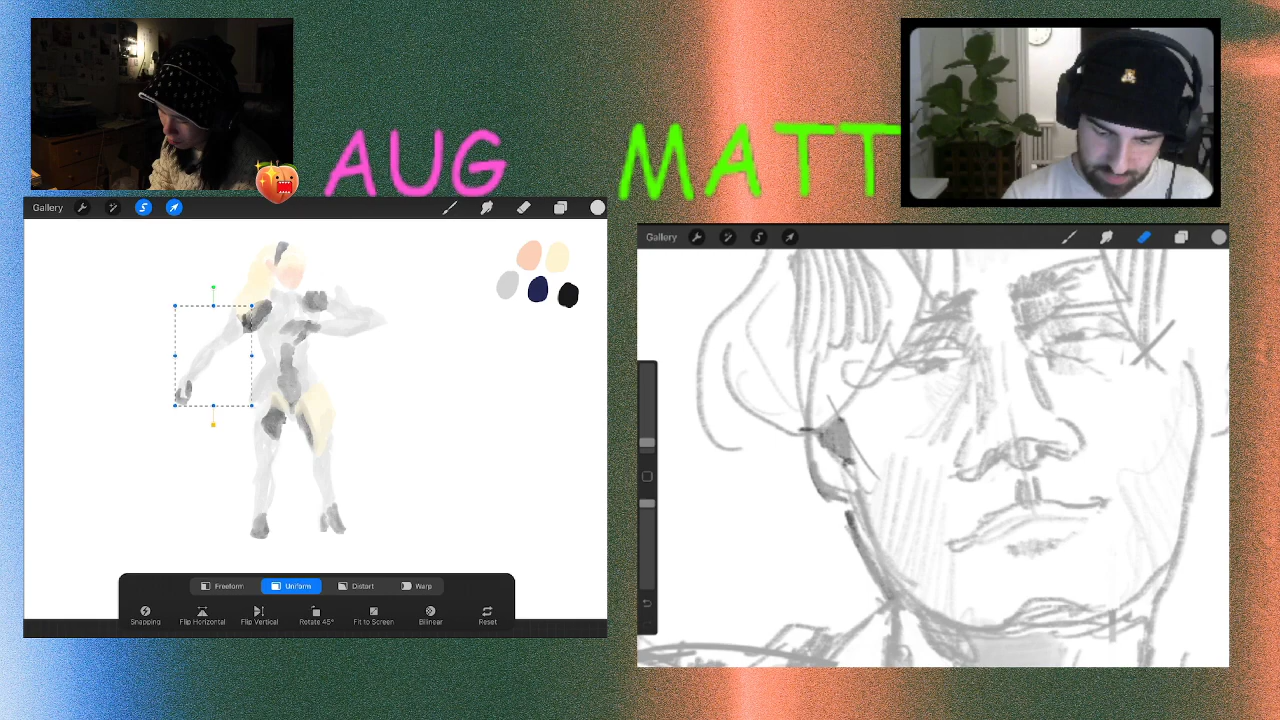 AUG
MATT
Gallery
Gallery
Freeform
Uniform
Distort
Warp
Snapping
Flip Horizontal
Flip Vertical
Rotate 45°
Fit to Screen
Bilinear
Reset